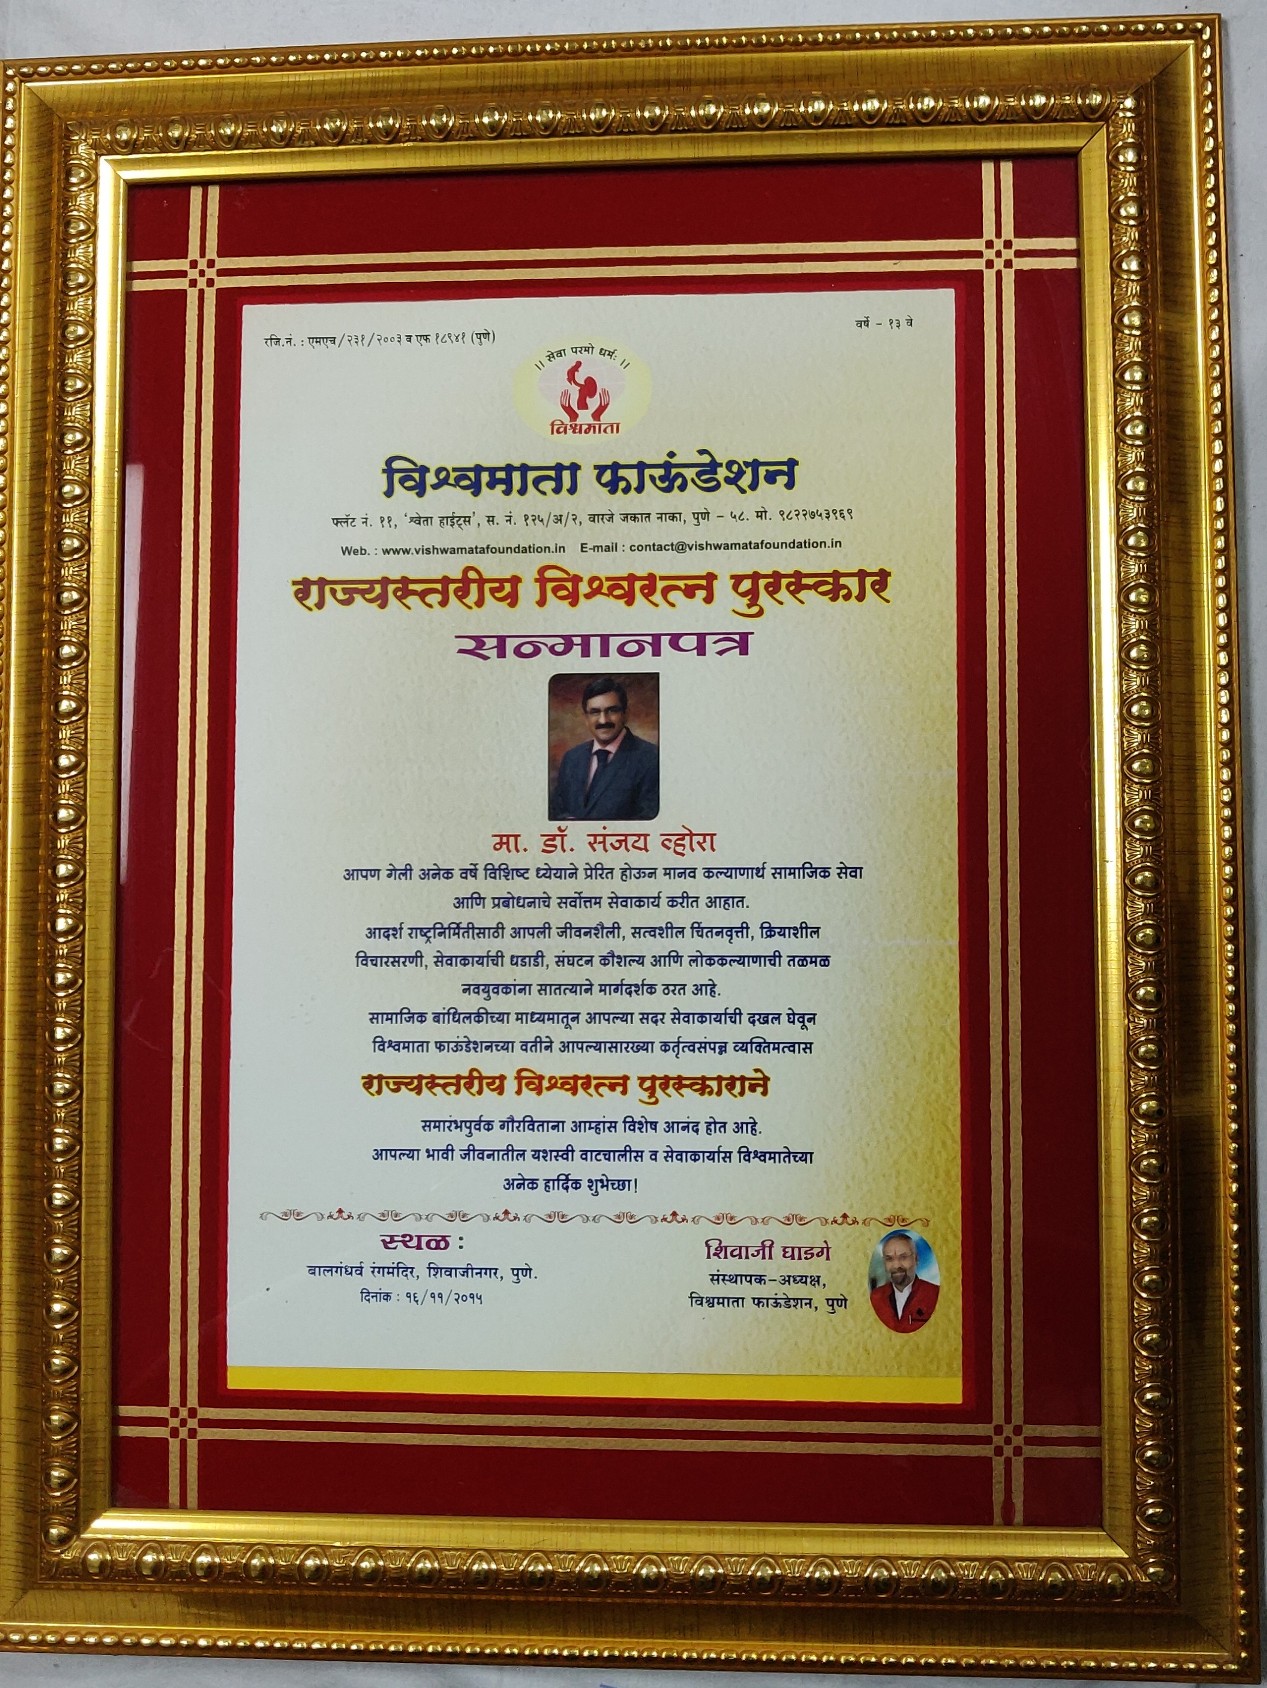 रजि.नं. : एमएच/२३१/२००३ व एफ १८९४१ (पुणे)
वर्षे - १३ वे
।। सेवा परमो धर्मः ।।
विश्वमाता
विश्वमाता फाऊंडेशन
फ्लॅट नं. ११, 'श्वेता हाईट्स', स. नं. १२५/अ/२, वारजे जकात नाका, पुणे - ५८. मो. ९८२२७५३९६९
Web. : www.vishwamatafoundation.in E-mail : contact@vishwamatafoundation.in
राज्यस्तरीय विश्वरत्न पुरस्कार
सन्मानपत्र
मा. डॉ. संजय व्होरा
आपण गेली अनेक वर्षे विशिष्ट ध्येयाने प्रेरित होऊन मानव कल्याणार्थ सामाजिक सेवा
आणि प्रबोधनाचे सर्वोत्तम सेवाकार्य करीत आहात.
आदर्श राष्ट्रनिर्मितीसाठी आपली जीवनशैली, सत्वशील चिंतनवृत्ती, क्रियाशील
विचारसरणी, सेवाकार्याची धडाडी, संघटन कौशल्य आणि लोककल्याणाची तळमळ
नवयुवकांना सातत्याने मार्गदर्शक ठरत आहे.
सामाजिक बांधिलकीच्या माध्यमातून आपल्या सदर सेवाकार्याची दखल घेवून
विश्वमाता फाऊंडेशनच्या वतीने आपल्यासारख्या कर्तृत्वसंपन्न व्यक्तिमत्वास
राज्यस्तरीय विश्वरत्न पुरस्काराने
समारंभपुर्वक गौरविताना आम्हांस विशेष आनंद होत आहे.
आपल्या भावी जीवनातील यशस्वी वाटचालीस व सेवाकार्यास विश्वमातेच्या
अनेक हार्दिक शुभेच्छा!
स्थळ :
बालगंधर्व रंगमंदिर, शिवाजीनगर, पुणे.
दिनांक : १६/११/२०१५
शिवाजी घाडगे
संस्थापक-अध्यक्ष,
विश्वमाता फाऊंडेशन, पुणे